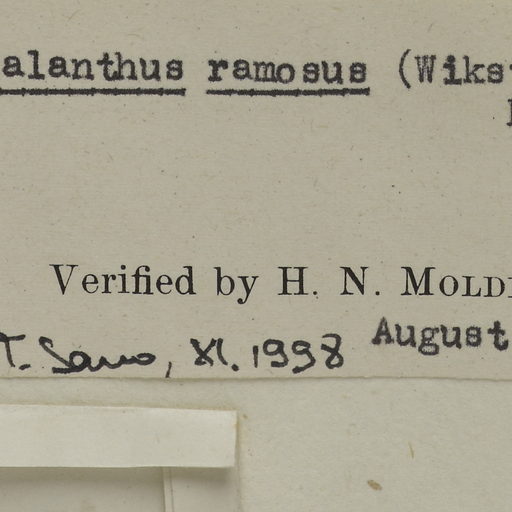 alanthus ramosus (Wiks
Verified by H. N. MOLD
August
T. Sano, XI. 1998